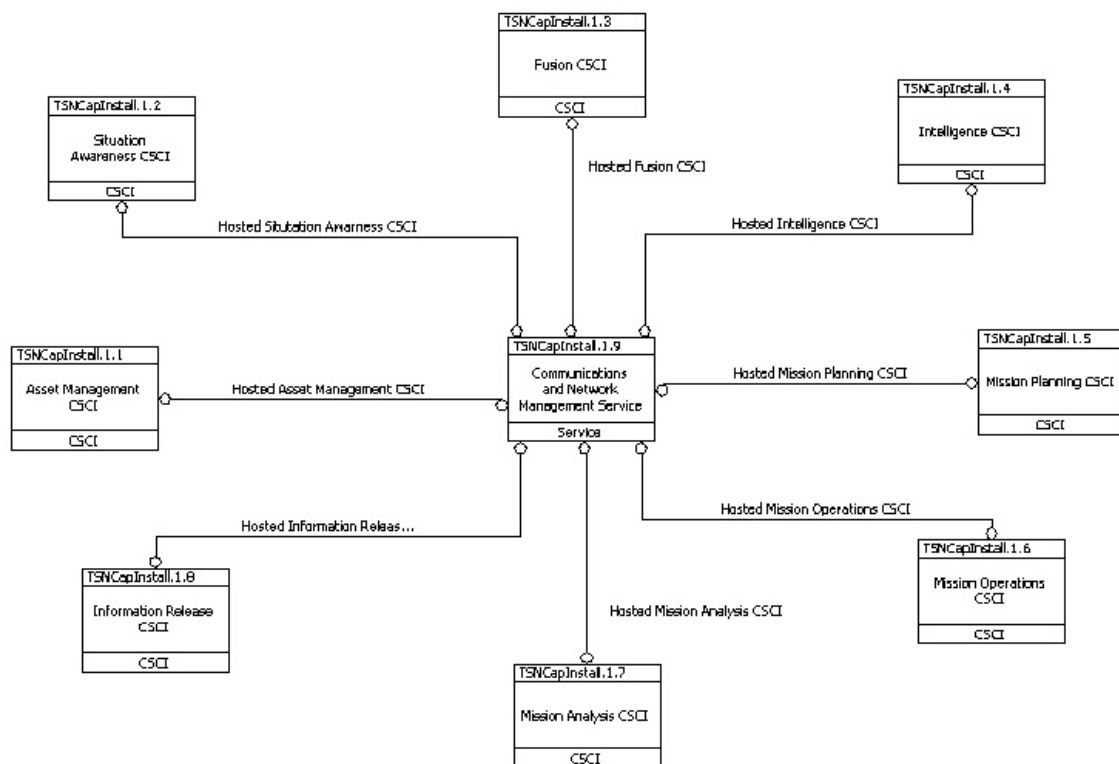 TSNCapInstall.1.3
Fusion CSCI
CSCI
TSNCapInstall.1.2
Situation
Awareness CSCI
CSCI
TSNCapInstall.1.4
Intelligence CSCI
CSCI
Hosted Fusion CSCI
Hosted Situtation Awarness CSCI
Hosted Intelligence CSCI
TSNCapInstall.1.1
Asset Management
CSCI
CSCI
Hosted Asset Management CSCI
TSNCapInstall.1.9
Communications
and Network
Management Service
Service
Hosted Mission Planning CSCI
TSNCapInstall.1.5
Mission Planning CSCI
CSCI
Hosted Information Releas...
Hosted Mission Operations CSCI
TSNCapInstall.1.8
Information Release
CSCI
CSCI
Hosted Mission Analysis CSCI
TSNCapInstall.1.6
Mission Operations
CSCI
CSCI
TSNCapInstall.1.7
Mission Analysis CSCI
CSCI